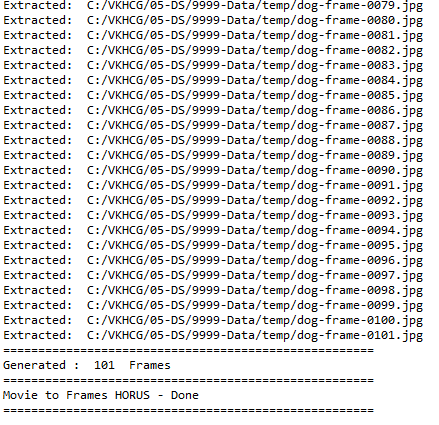 Extracted:  C:/VKHCG/05-DS/9999-Data/temp/dog-frame-0079.jpg
Extracted:  C:/VKHCG/05-DS/9999-Data/temp/dog-frame-0080.jpg
Extracted:  C:/VKHCG/05-DS/9999-Data/temp/dog-frame-0081.jpg
Extracted:  C:/VKHCG/05-DS/9999-Data/temp/dog-frame-0082.jpg
Extracted:  C:/VKHCG/05-DS/9999-Data/temp/dog-frame-0083.jpg
Extracted:  C:/VKHCG/05-DS/9999-Data/temp/dog-frame-0084.jpg
Extracted:  C:/VKHCG/05-DS/9999-Data/temp/dog-frame-0085.jpg
Extracted:  C:/VKHCG/05-DS/9999-Data/temp/dog-frame-0086.jpg
Extracted:  C:/VKHCG/05-DS/9999-Data/temp/dog-frame-0087.jpg
Extracted:  C:/VKHCG/05-DS/9999-Data/temp/dog-frame-0088.jpg
Extracted:  C:/VKHCG/05-DS/9999-Data/temp/dog-frame-0089.jpg
Extracted:  C:/VKHCG/05-DS/9999-Data/temp/dog-frame-0090.jpg
Extracted:  C:/VKHCG/05-DS/9999-Data/temp/dog-frame-0091.jpg
Extracted:  C:/VKHCG/05-DS/9999-Data/temp/dog-frame-0092.jpg
Extracted:  C:/VKHCG/05-DS/9999-Data/temp/dog-frame-0093.jpg
Extracted:  C:/VKHCG/05-DS/9999-Data/temp/dog-frame-0094.jpg
Extracted:  C:/VKHCG/05-DS/9999-Data/temp/dog-frame-0095.jpg
Extracted:  C:/VKHCG/05-DS/9999-Data/temp/dog-frame-0096.jpg
Extracted:  C:/VKHCG/05-DS/9999-Data/temp/dog-frame-0097.jpg
Extracted:  C:/VKHCG/05-DS/9999-Data/temp/dog-frame-0098.jpg
Extracted:  C:/VKHCG/05-DS/9999-Data/temp/dog-frame-0099.jpg
Extracted:  C:/VKHCG/05-DS/9999-Data/temp/dog-frame-0100.jpg
Extracted:  C:/VKHCG/05-DS/9999-Data/temp/dog-frame-0101.jpg
=====================================================
Generated :  101  Frames
=====================================================
Movie to Frames HORUS - Done
=====================================================